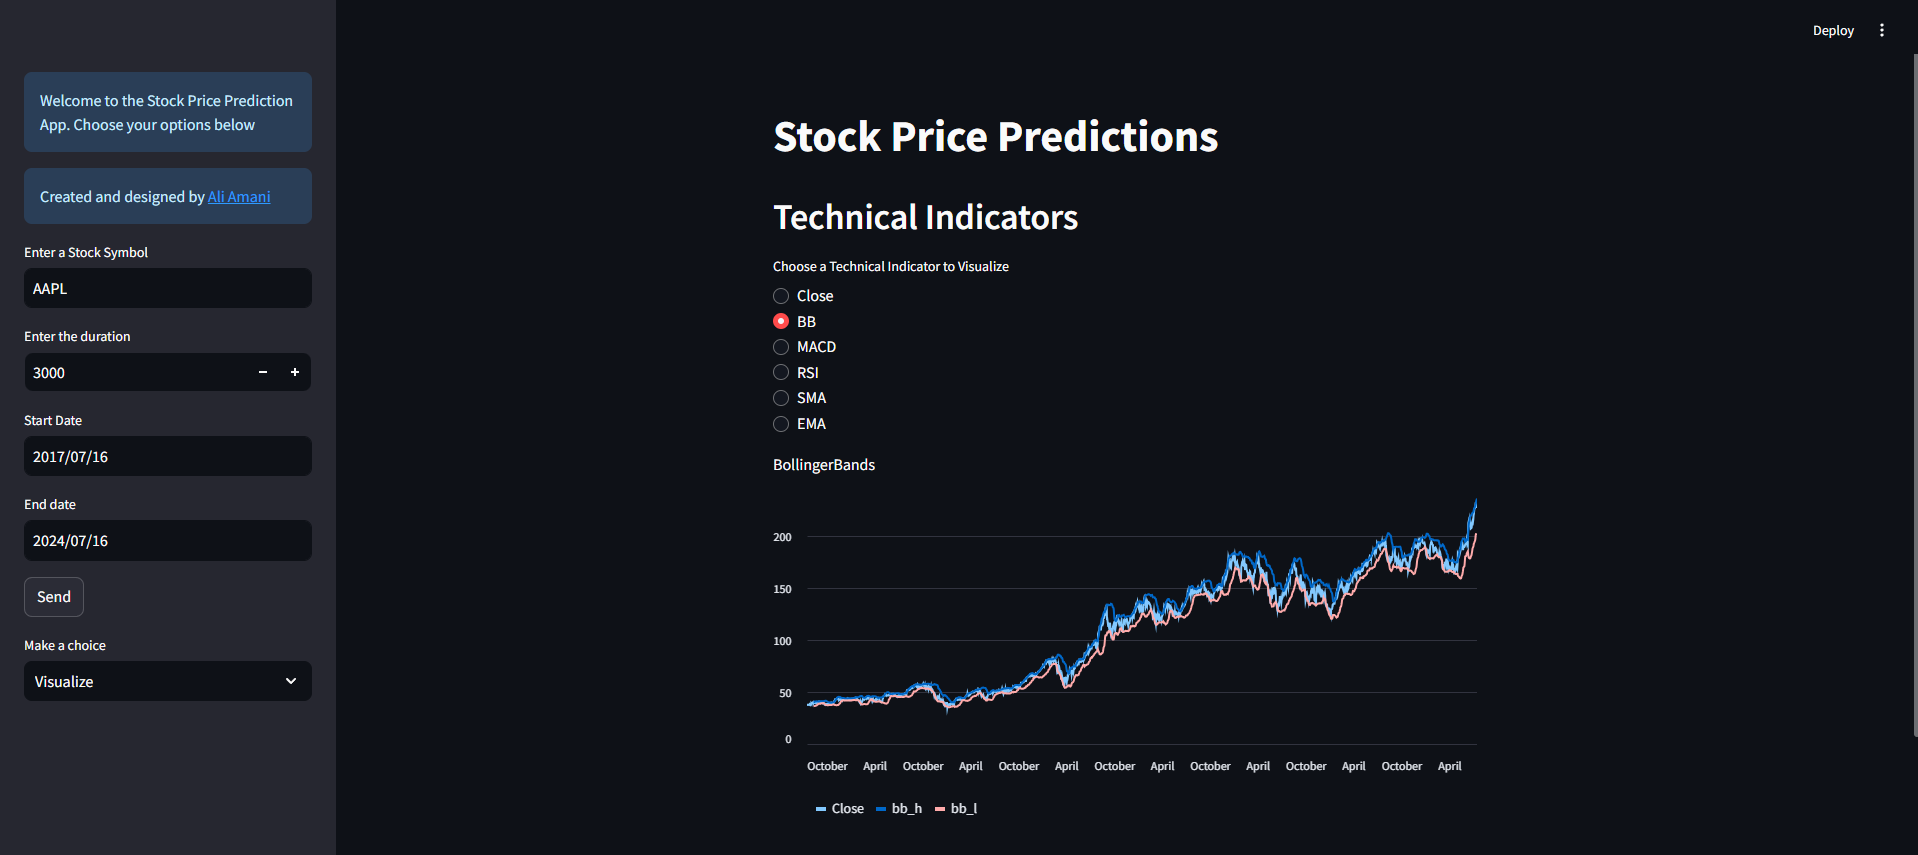 Deploy
Welcome to the Stock Price Prediction
App. Choose your options below
Created and designed by Ali Amani
Enter a Stock Symbol
AAPL
Enter the duration
3000
Start Date
2017/07/16
End date
2024/07/16
Send
Make a choice
Visualize
Stock Price Predictions
Technical Indicators
Choose a Technical Indicator to Visualize
Close
BB
MACD
RSI
SMA
EMA
BollingerBands
200
150
100
50
0
October April October April October April October April October April October April October April
Close bb_h bb_l